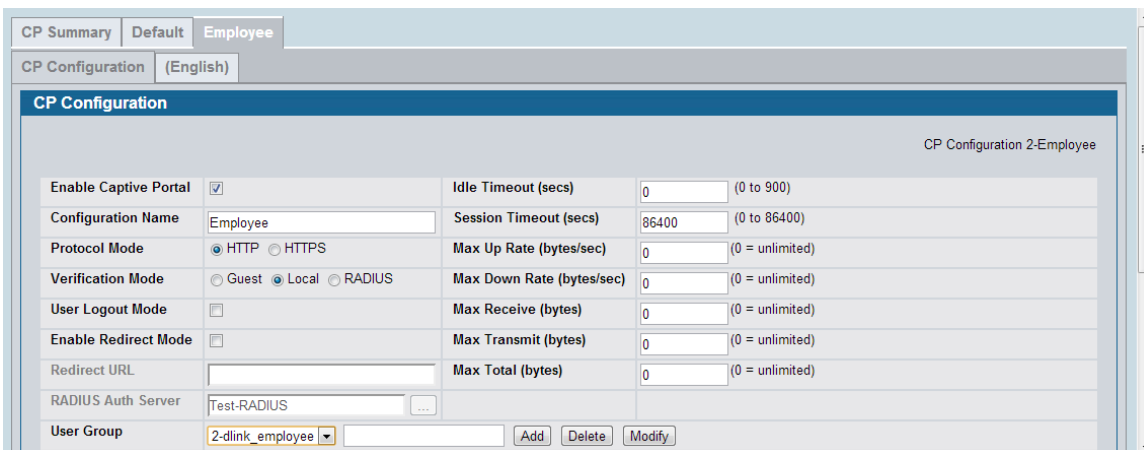 CP Summary Default Employee
CP Configuration (English)
CP Configuration
CP Configuration 2-Employee
Enable Captive Portal Idle Timeout (secs) 0 (0 to 900)
Configuration Name Employee Session Timeout (secs) 86400 (0 to 86400)
Protocol Mode HTTP HTTPS Max Up Rate (bytes/sec) 0 (0 = unlimited)
Verification Mode Guest Local RADIUS Max Down Rate (bytes/sec) 0 (0 = unlimited)
User Logout Mode Max Receive (bytes) 0 (0 = unlimited)
Enable Redirect Mode Max Transmit (bytes) 0 (0 = unlimited)
Redirect URL Max Total (bytes) 0 (0 = unlimited)
RADIUS Auth Server Test-RADIUS ...
User Group 2-dlink_employee Add Delete Modify